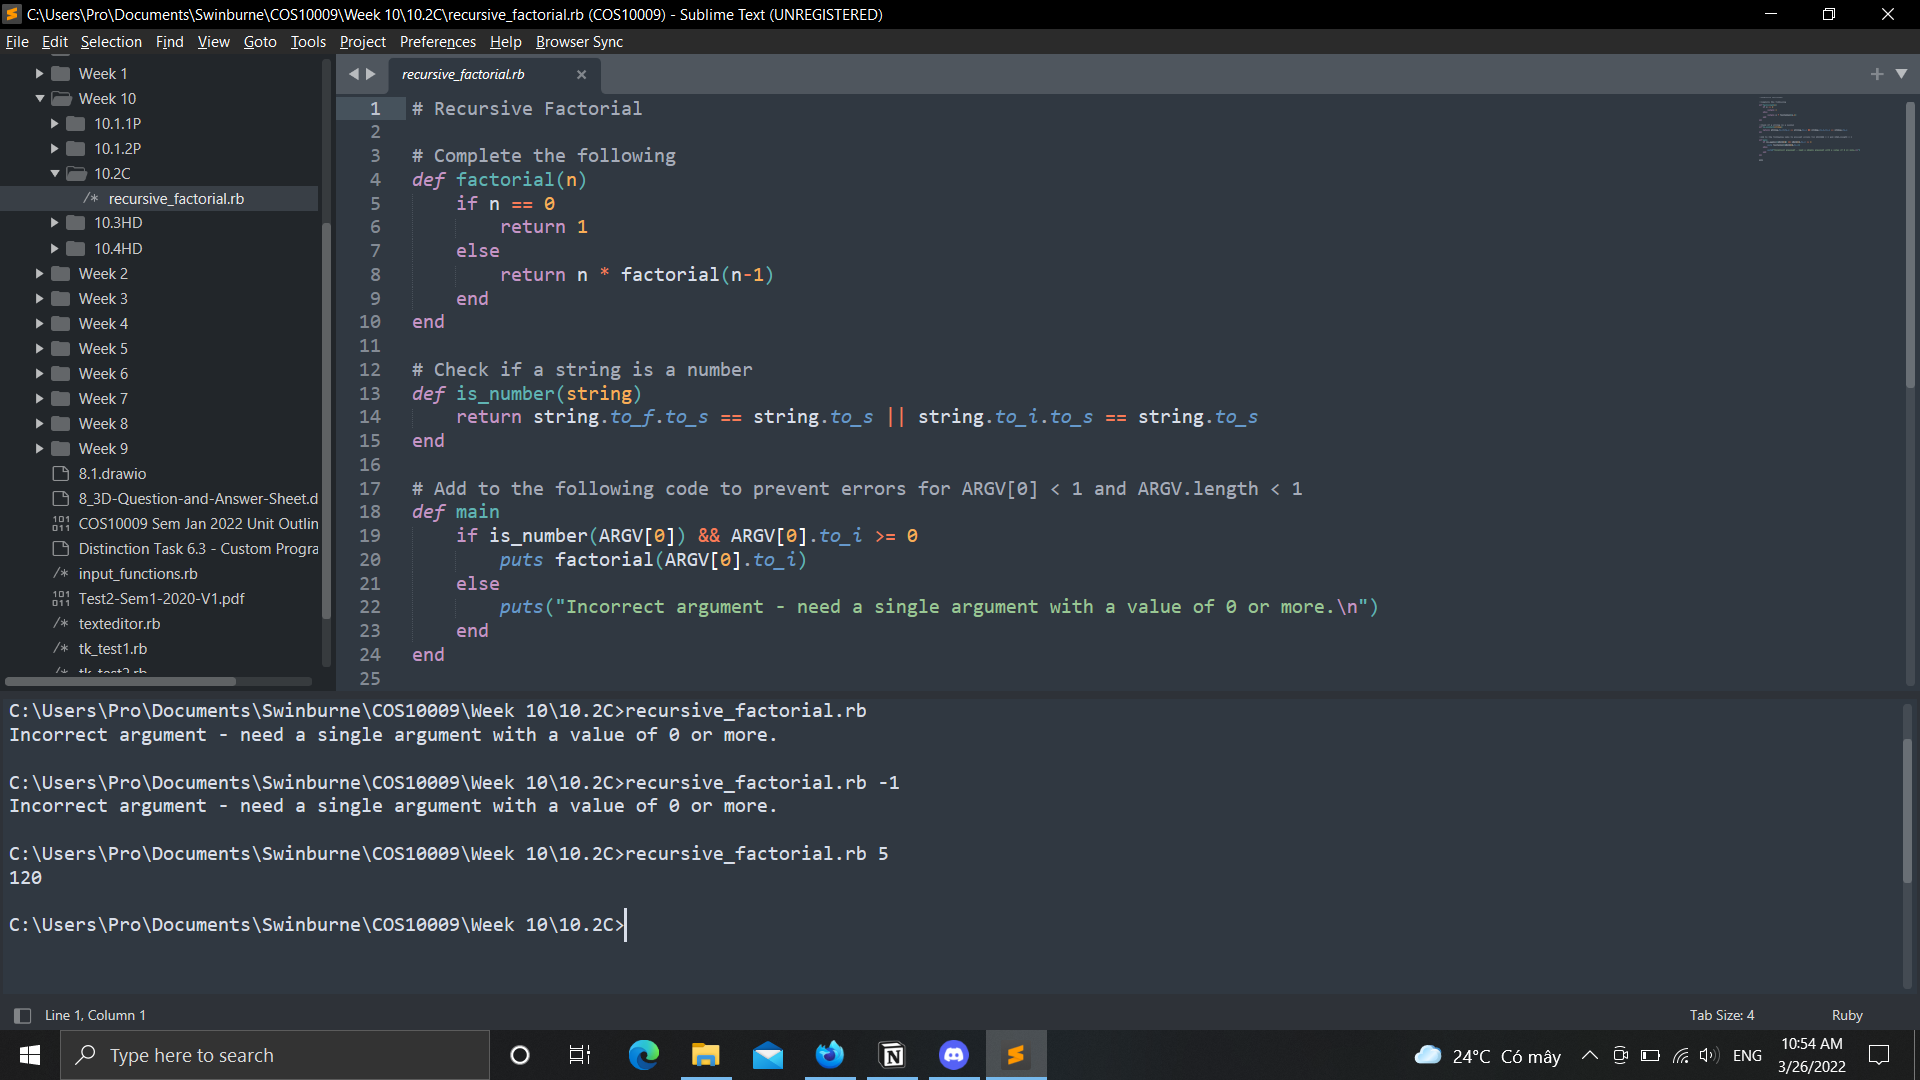 C:\Users\Pro\Documents\Swinburne\COS10009\Week 10\10.2C\recursive_factorial.rb (COS10009) - Sublime Text (UNREGISTERED)
File Edit Selection Find View Goto Tools Project Preferences Help Browser Sync
Week 1
Week 10
10.1.1P
10.1.2P
10.2C
/* recursive_factorial.rb
10.3HD
10.4HD
Week 2
Week 3
Week 4
Week 5
Week 6
Week 7
Week 8
Week 9
8.1.drawio
8_3D-Question-and-Answer-Sheet.d
COS10009 Sem Jan 2022 Unit Outlin
Distinction Task 6.3 - Custom Progra
/* input_functions.rb
Test2-Sem1-2020-V1.pdf
/* texteditor.rb
/* tk_test1.rb
/* tk_test2.rb
recursive_factorial.rb
1 # Recursive Factorial
2
3 # Complete the following
4 def factorial(n)
5 if n == 0
6 return 1
7 else
8 return n * factorial(n-1)
9 end
10 end
11
12 # Check if a string is a number
13 def is_number(string)
14 return string.to_f.to_s == string.to_s || string.to_i.to_s == string.to_s
15 end
16
17 # Add to the following code to prevent errors for ARGV[0] < 1 and ARGV.length < 1
18 def main
19 if is_number(ARGV[0]) && ARGV[0].to_i >= 0
20 puts factorial(ARGV[0].to_i)
21 else
22 puts("Incorrect argument - need a single argument with a value of 0 or more.\n")
23 end
24 end
25
C:\Users\Pro\Documents\Swinburne\COS10009\Week 10\10.2C>recursive_factorial.rb
Incorrect argument - need a single argument with a value of 0 or more.
C:\Users\Pro\Documents\Swinburne\COS10009\Week 10\10.2C>recursive_factorial.rb -1
Incorrect argument - need a single argument with a value of 0 or more.
C:\Users\Pro\Documents\Swinburne\COS10009\Week 10\10.2C>recursive_factorial.rb 5
120
C:\Users\Pro\Documents\Swinburne\COS10009\Week 10\10.2C>
Line 1, Column 1
Tab Size: 4
Ruby
Type here to search
24°C Có mây
ENG
10:54 AM
3/26/2022